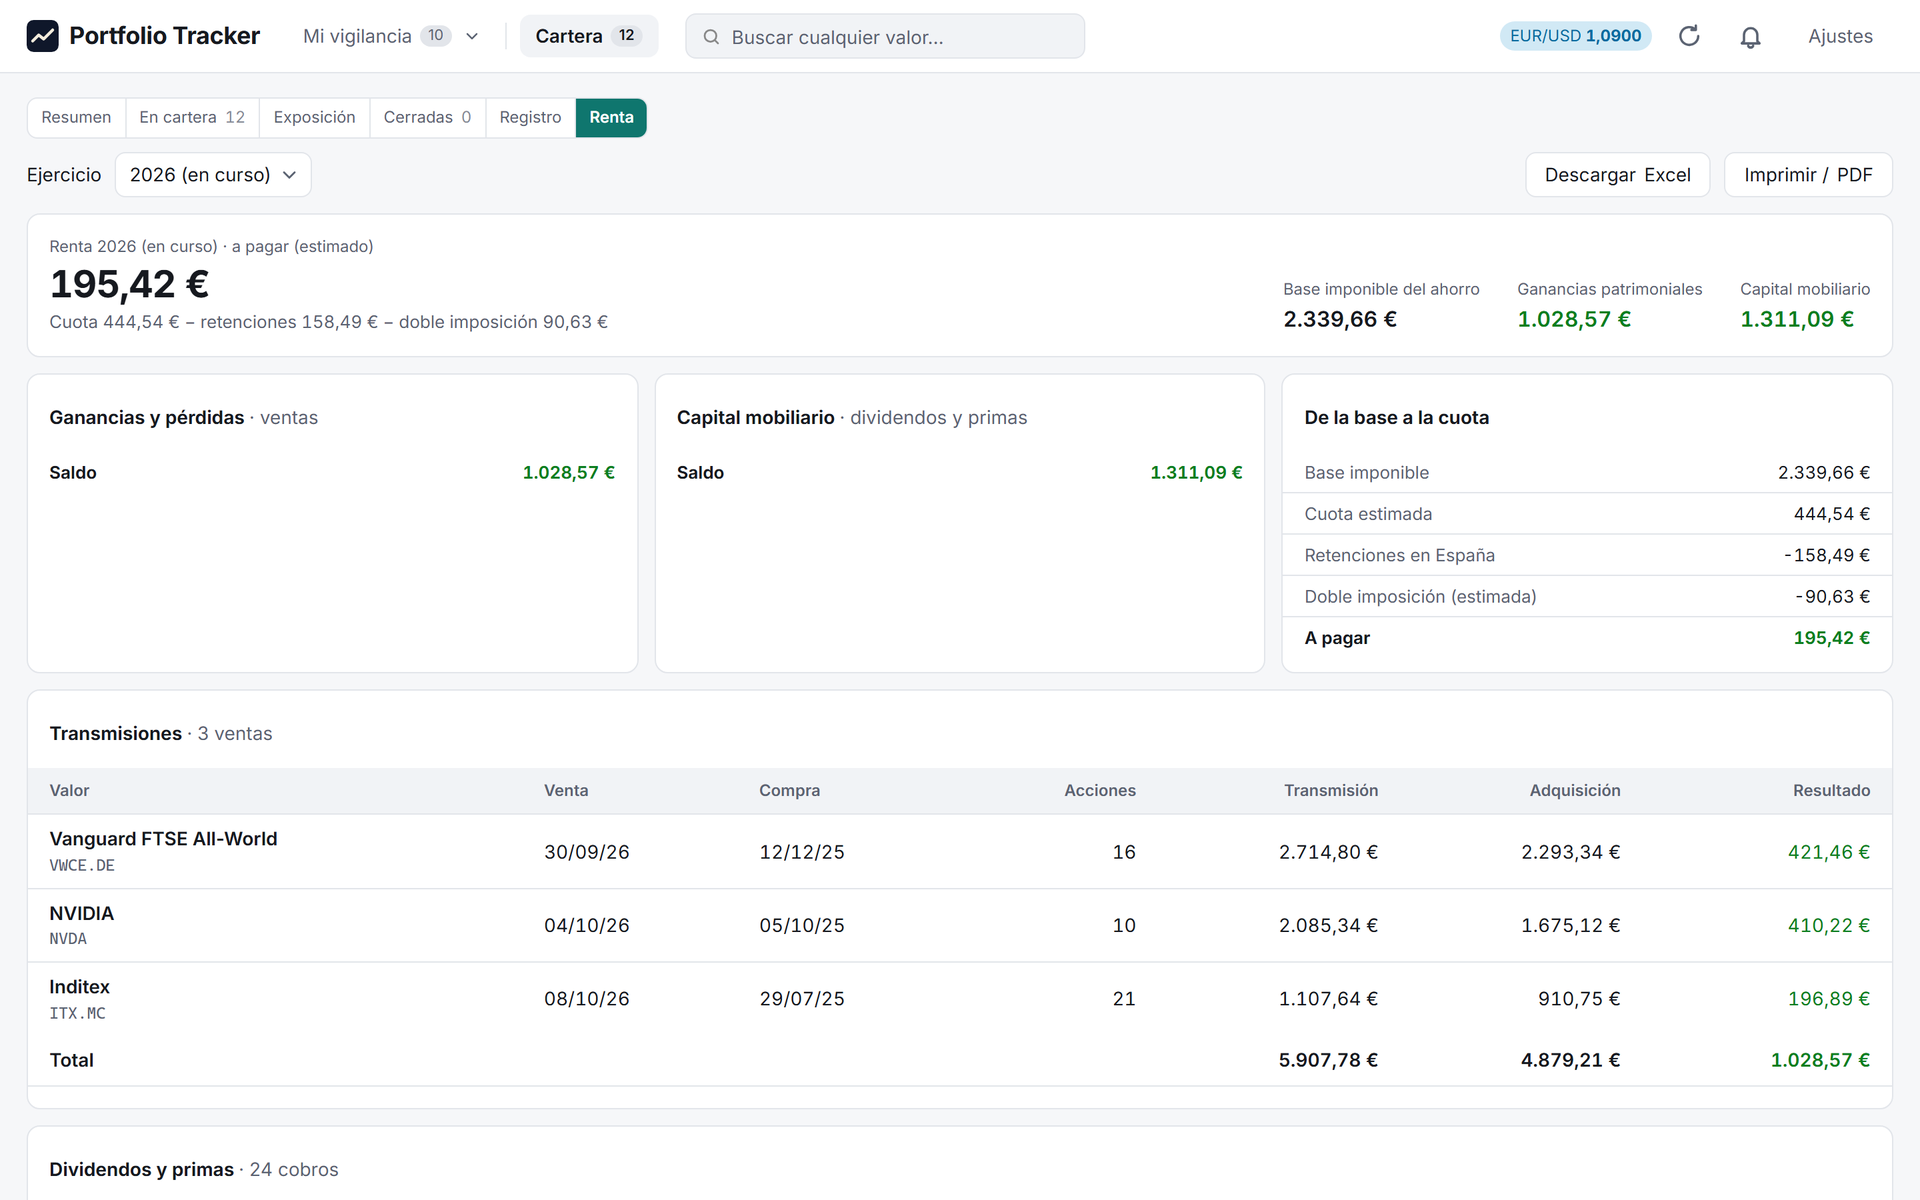 Portfolio Tracker
Mi vigilancia 10
Cartera 12
Buscar cualquier valor...
EUR/USD 1,0900
Ajustes
Resumen
En cartera 12
Exposición
Cerradas 0
Registro
Renta
Ejercicio
2026 (en curso)
Descargar Excel
Imprimir / PDF
Renta 2026 (en curso) · a pagar (estimado)
195,42 €
Cuota 444,54 € – retenciones 158,49 € – doble imposición 90,63 €
Base imponible del ahorro
2.339,66 €
Ganancias patrimoniales
1.028,57 €
Capital mobiliario
1.311,09 €
Ganancias y pérdidas · ventas
Saldo 1.028,57 €
Capital mobiliario · dividendos y primas
Saldo 1.311,09 €
De la base a la cuota
Base imponible 2.339,66 €
Cuota estimada 444,54 €
Retenciones en España -158,49 €
Doble imposición (estimada) -90,63 €
A pagar 195,42 €
Transmisiones · 3 ventas
Valor Venta Compra Acciones Transmisión Adquisición Resultado
Vanguard FTSE All-World
VWCE.DE
30/09/26 12/12/25 16 2.714,80 € 2.293,34 € 421,46 €
NVIDIA
NVDA
04/10/26 05/10/25 10 2.085,34 € 1.675,12 € 410,22 €
Inditex
ITX.MC
08/10/26 29/07/25 21 1.107,64 € 910,75 € 196,89 €
Total 5.907,78 € 4.879,21 € 1.028,57 €
Dividendos y primas · 24 cobros